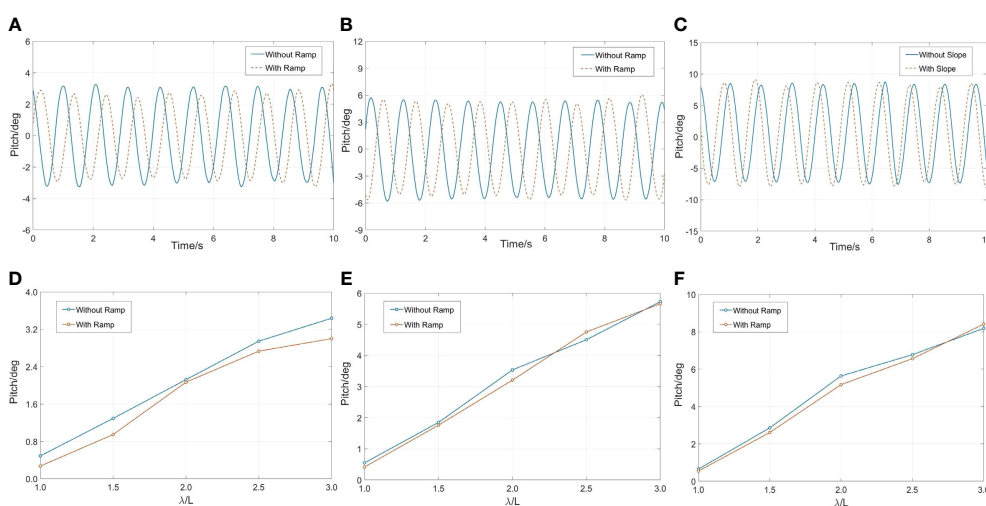 A
6
4
2
0
-2
-4
-6
Pitch/deg
0 2 4 6 8 10
Time/s
Without Ramp
With Ramp
B
12
9
6
3
0
-3
-6
-9
Pitch/deg
0 2 4 6 8 10
Time/s
Without Ramp
With Ramp
C
15
10
5
0
-5
-10
-15
Pitch/deg
0 2 4 6 8 10
Time/s
Without Slope
With Slope
D
4.0
3.2
2.4
1.6
0.8
0.0
Pitch/deg
1.0 1.5 2.0 2.5 3.0
λ/L
Without Ramp
With Ramp
E
6
5
4
3
2
1
0
Pitch/deg
1.0 1.5 2.0 2.5 3.0
λ/L
Without Ramp
With Ramp
F
10
8
6
4
2
0
Pitch/deg
1.0 1.5 2.0 2.5 3.0
λ/L
Without Ramp
With Ramp